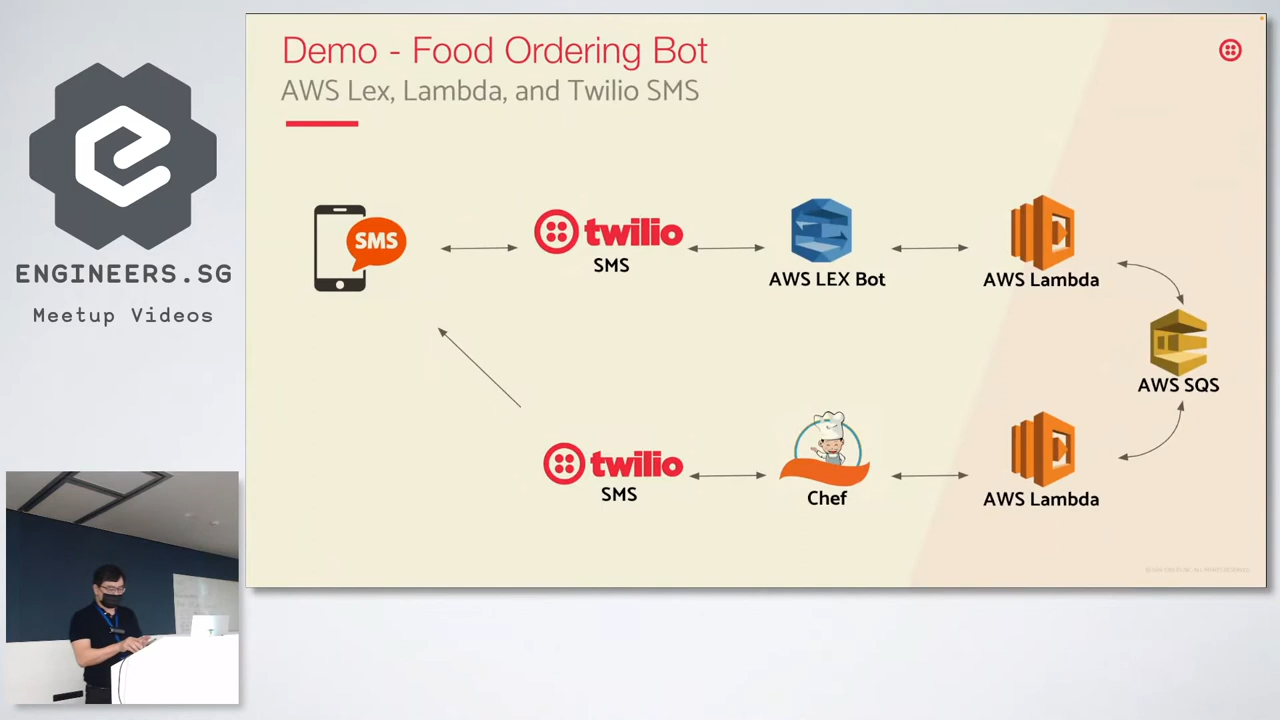 Demo - Food Ordering Bot
AWS Lex, Lambda, and Twilio SMS
ENGINEERS.SG
Meetup Videos
SMS
twilio
SMS
AWS LEX Bot
AWS Lambda
AWS SQS
twilio
SMS
Chef
AWS Lambda